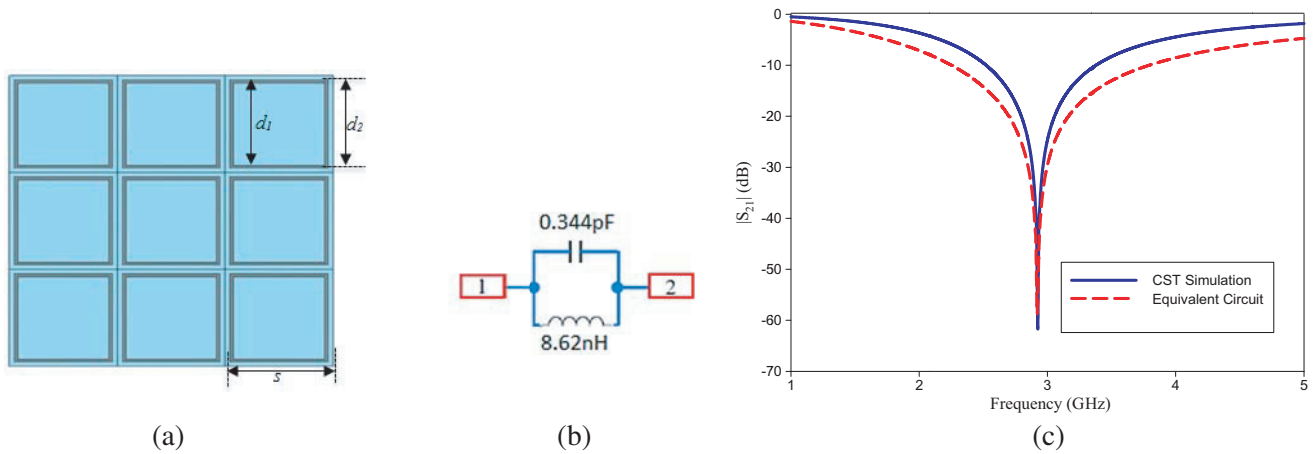 d1
d2
s
(a)
0.344pF
1
2
8.62nH
(b)
0
-10
-20
-30
-40
-50
-60
-70
|S21| (dB)
CST Simulation
Equivalent Circuit
1
2
3
4
5
Frequency (GHz)
(c)